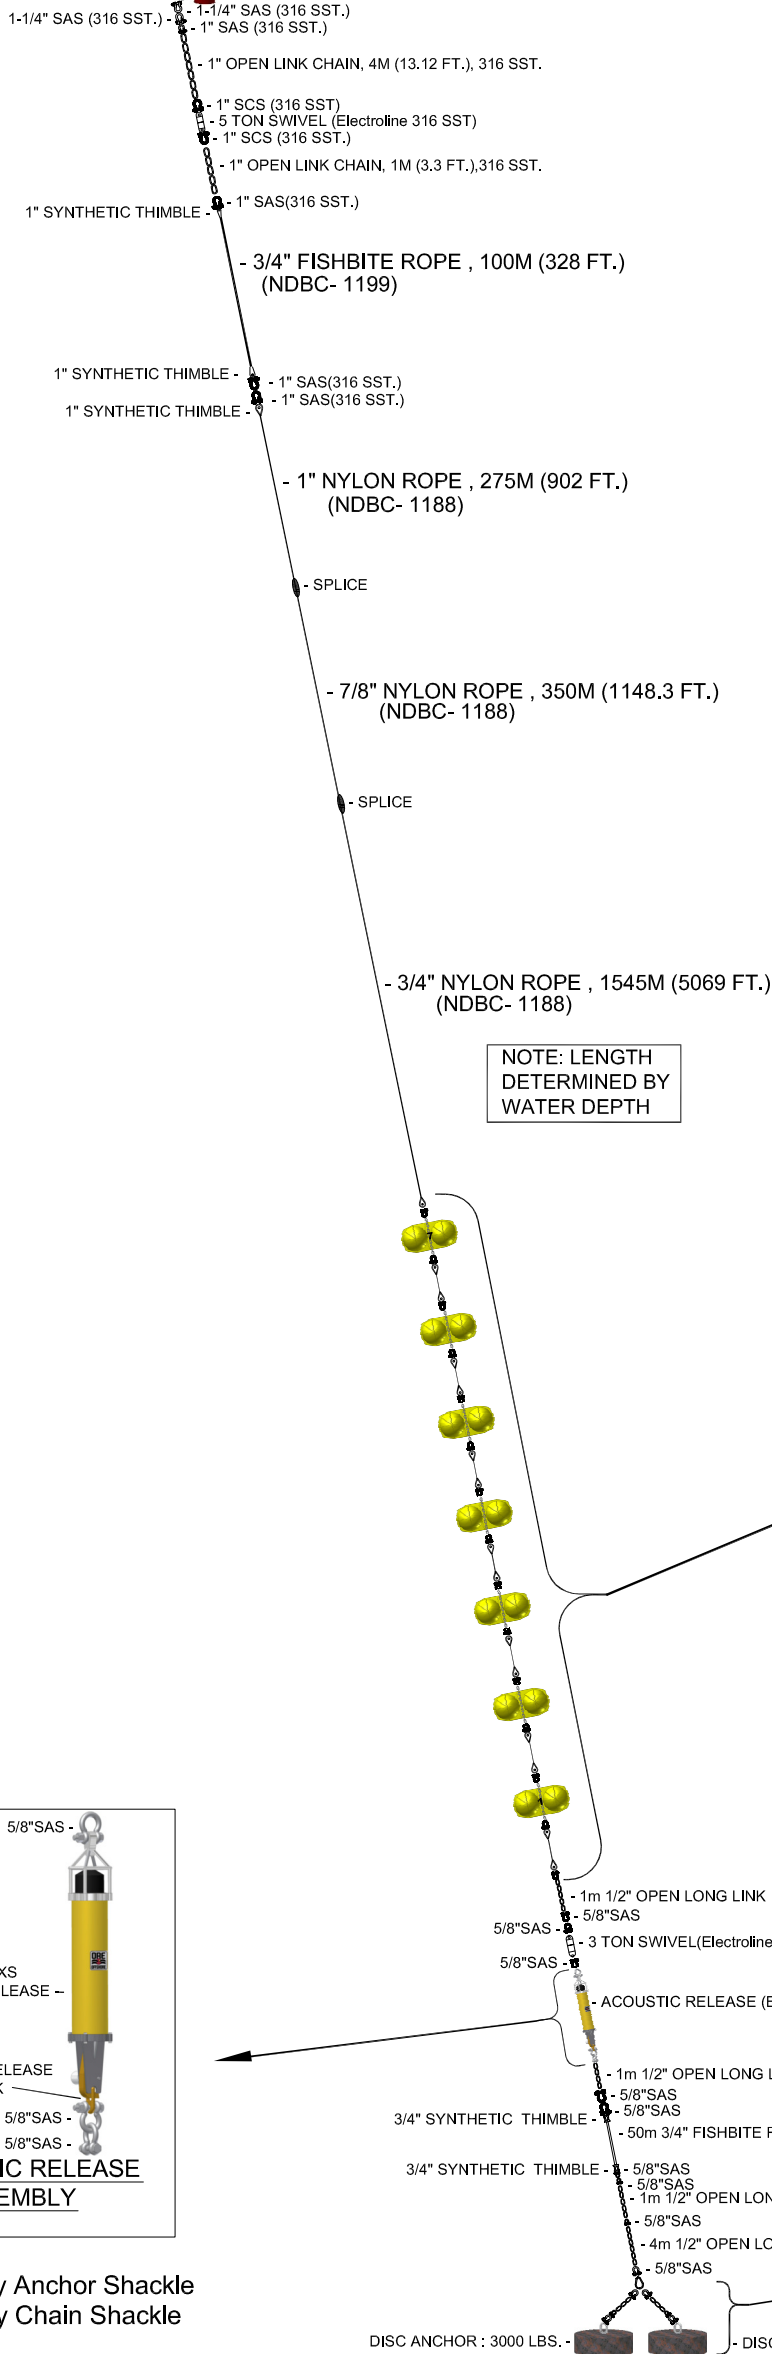 - 1-1/4" SAS (316 SST.)
1-1/4" SAS (316 SST.) -
- 1" SAS (316 SST.)
- 1" OPEN LINK CHAIN, 4M (13.12 FT.), 316 SST.
- 1" SCS (316 SST)
- 5 TON SWIVEL (Electroline 316 SST)
- 1" SCS (316 SST.)
- 1" OPEN LINK CHAIN, 1M (3.3 FT.),316 SST.
- 1" SAS(316 SST.)
1" SYNTHETIC THIMBLE -
- 3/4" FISHBITE ROPE , 100M (328 FT.)
(NDBC- 1199)
1" SYNTHETIC THIMBLE -
- 1" SAS(316 SST.)
- 1" SAS(316 SST.)
1" SYNTHETIC THIMBLE -
- 1" NYLON ROPE , 275M (902 FT.)
(NDBC- 1188)
- SPLICE
- 7/8" NYLON ROPE , 350M (1148.3 FT.)
(NDBC- 1188)
- SPLICE
- 3/4" NYLON ROPE , 1545M (5069 FT.)
(NDBC- 1188)
NOTE: LENGTH
DETERMINED BY
WATER DEPTH
5/8"SAS -
XS
LEASE -
ELEASE
K
5/8"SAS -
5/8"SAS -
IC RELEASE
EMBLY
- 1m 1/2" OPEN LONG LINK
- 5/8"SAS
5/8"SAS -
- 3 TON SWIVEL(Electroline
5/8"SAS -
- ACOUSTIC RELEASE (E
- 1m 1/2" OPEN LONG L
- 5/8"SAS
- 5/8"SAS
3/4" SYNTHETIC THIMBLE -
- 50m 3/4" FISHBITE R
3/4" SYNTHETIC THIMBLE -
- 5/8"SAS
- 5/8"SAS
- 1m 1/2" OPEN LON
- 5/8"SAS
- 4m 1/2" OPEN LO
- 5/8"SAS
y Anchor Shackle
y Chain Shackle
DISC ANCHOR : 3000 LBS. -
- DISC